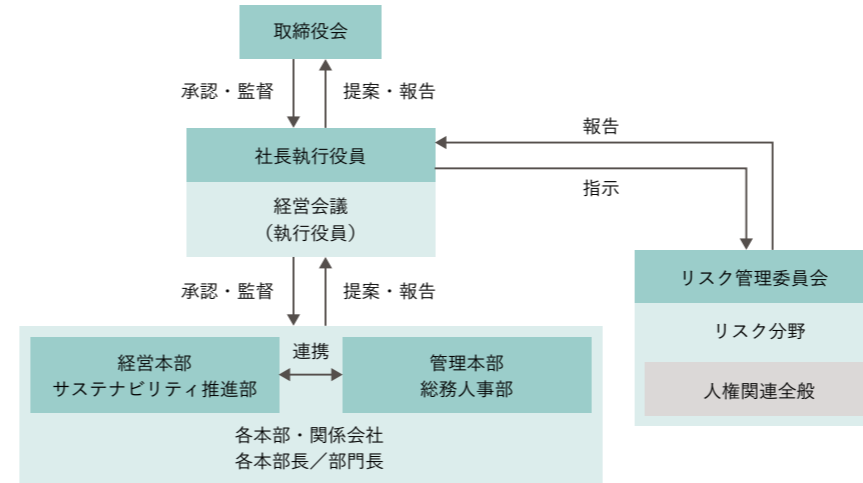 取締役会
承認・監督
提案・報告
社長執行役員
報告
指示
経営会議
（執行役員）
承認・監督
提案・報告
リスク管理委員会
リスク分野
人権関連全般
経営本部
サステナビリティ推進部
連携
管理本部
総務人事部
各本部・関係会社
各本部長／部門長